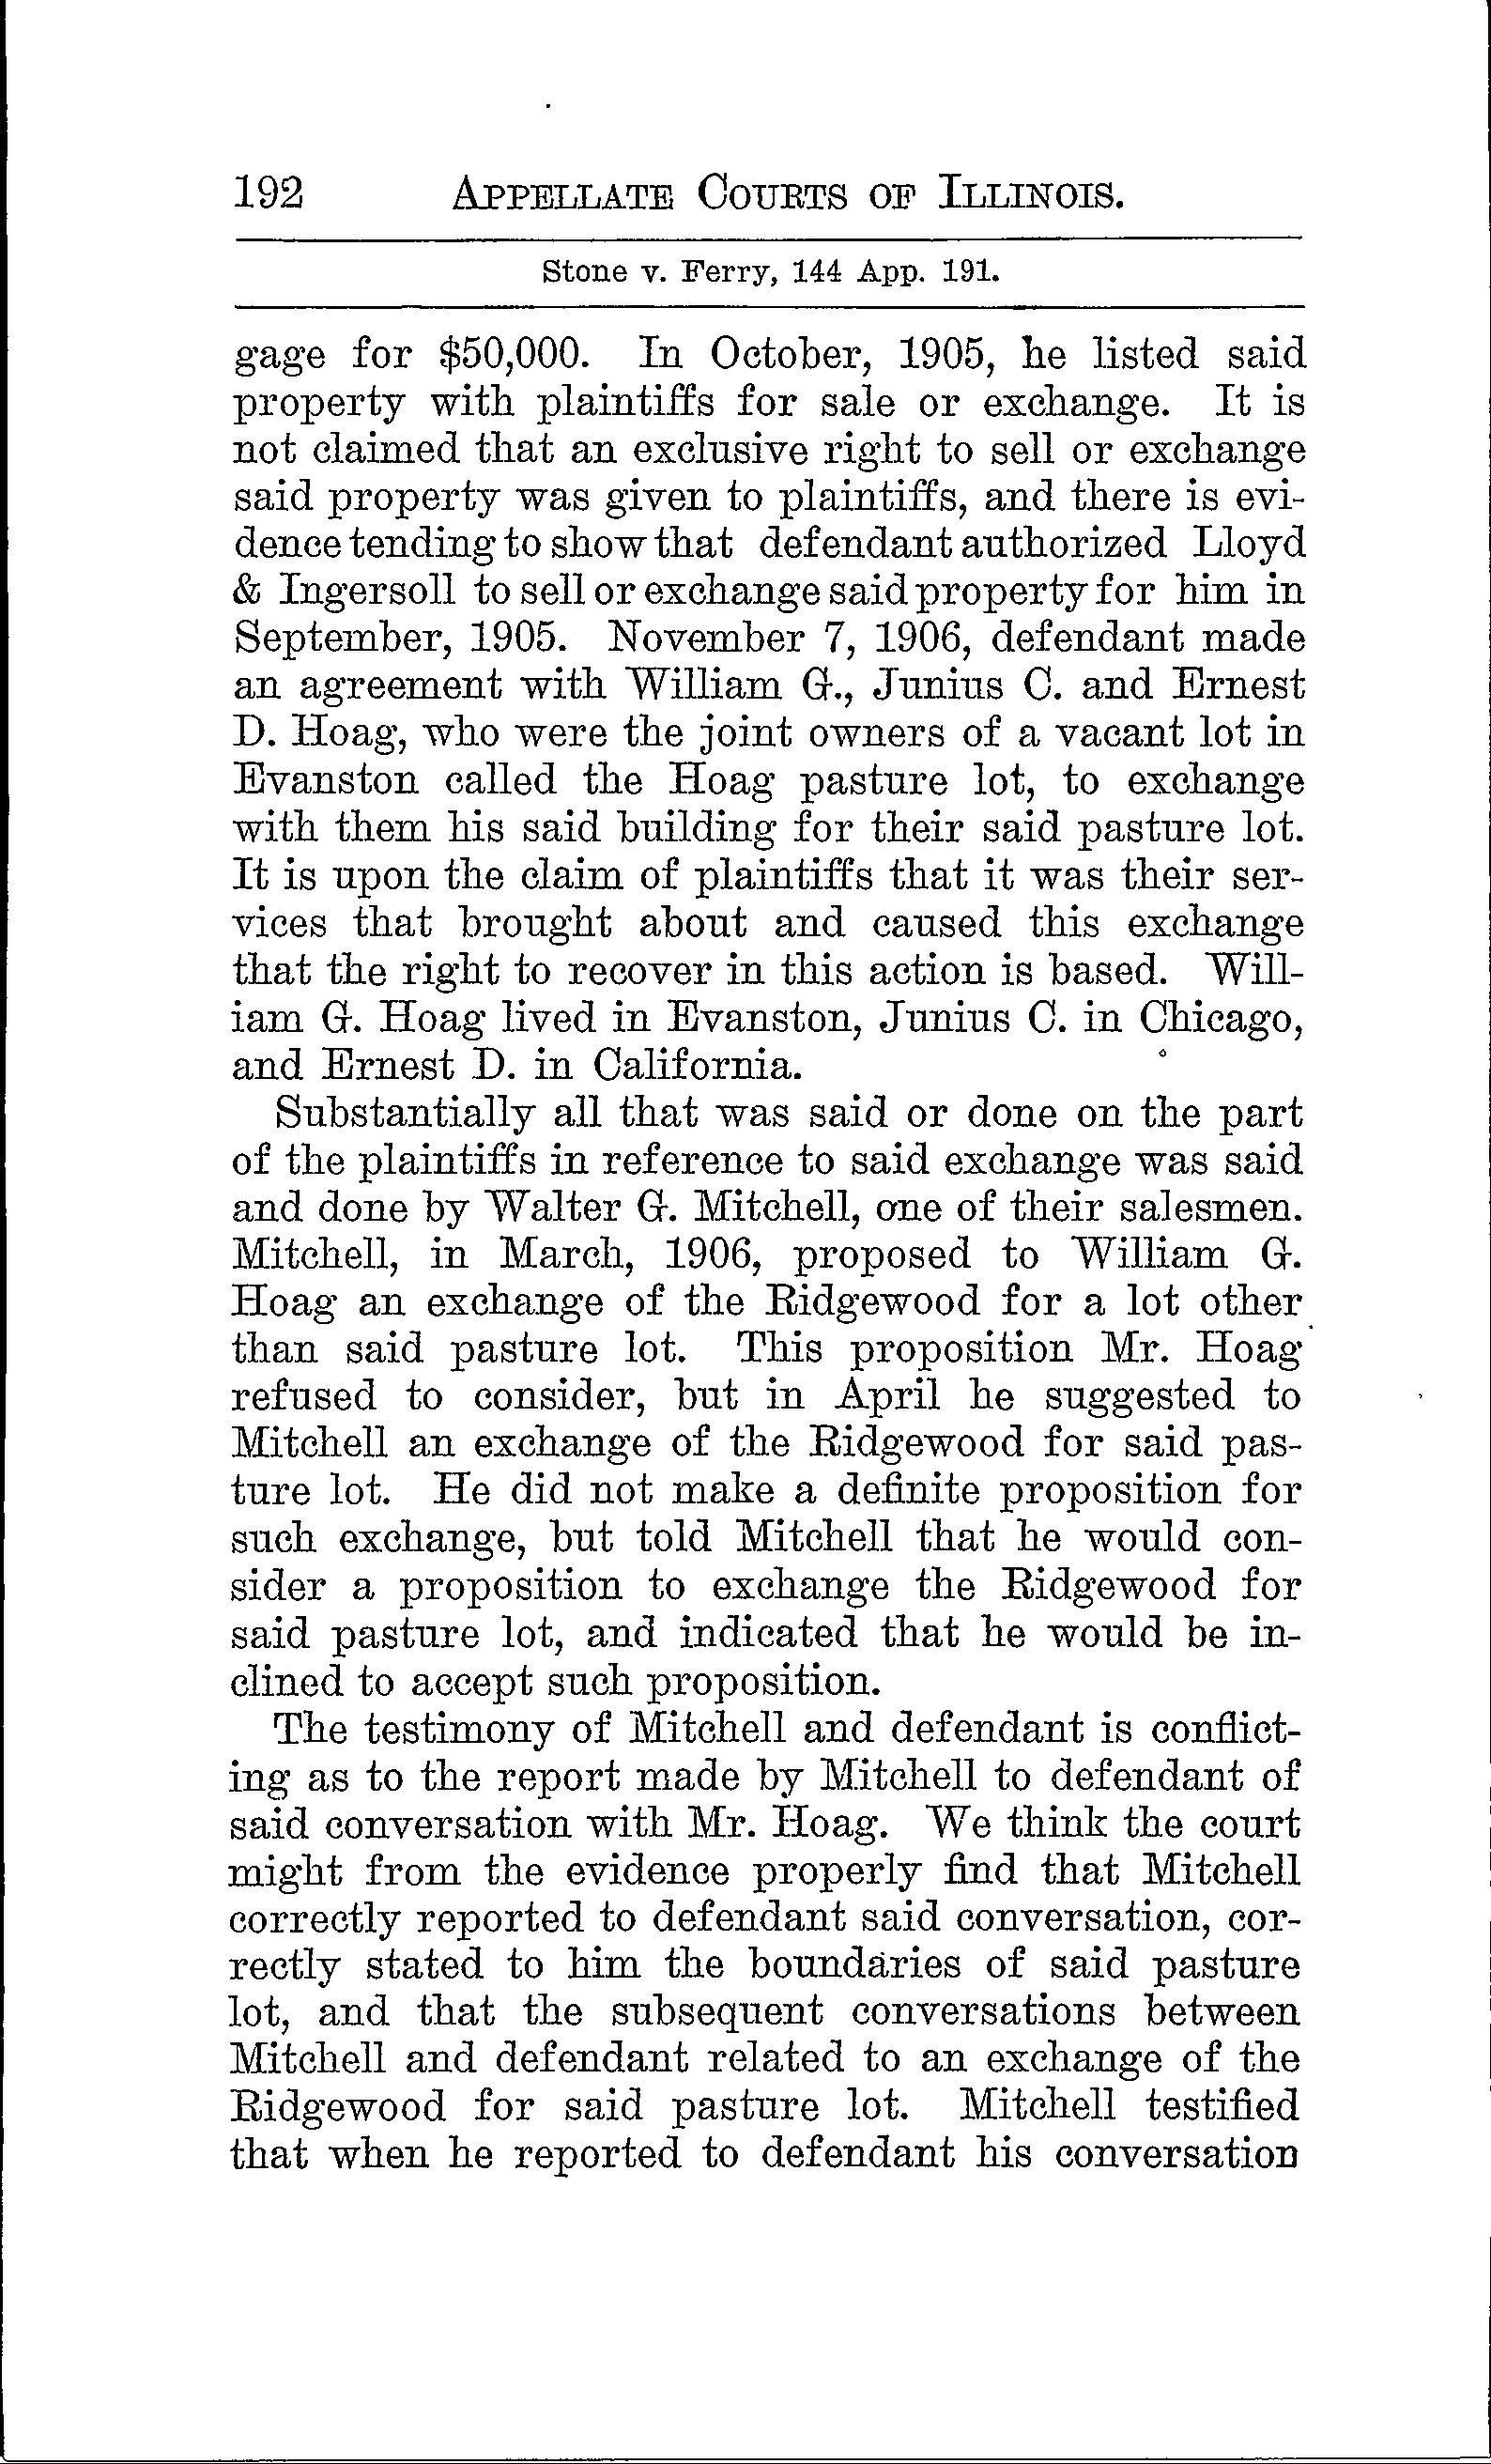 192 APPELLATE COURTS OF ILLINOIS.
Stone v. Ferry, 144 App. 191.
gage for $50,000. In October, 1905, he listed said
property with plaintiffs for sale or exchange. It is
not claimed that an exclusive right to sell or exchange
said property was given to plaintiffs, and there is evi-
dence tending to show that defendant authorized Lloyd
& Ingersoll to sell or exchange said property for him in
September, 1905. November 7, 1906, defendant made
an agreement with William G., Junius C. and Ernest
D. Hoag, who were the joint owners of a vacant lot in
Evanston called the Hoag pasture lot, to exchange
with them his said building for their said pasture lot.
It is upon the claim of plaintiffs that it was their ser-
vices that brought about and caused this exchange
that the right to recover in this action is based. Will-
iam G. Hoag lived in Evanston, Junius C. in Chicago,
and Ernest D. in California.
Substantially all that was said or done on the part
of the plaintiffs in reference to said exchange was said
and done by Walter G. Mitchell, one of their salesmen.
Mitchell, in March, 1906, proposed to William G.
Hoag an exchange of the Ridgewood for a lot other
than said pasture lot. This proposition Mr. Hoag
refused to consider, but in April he suggested to
Mitchell an exchange of the Ridgewood for said pas-
ture lot. He did not make a definite proposition for
such exchange, but told Mitchell that he would con-
sider a proposition to exchange the Ridgewood for
said pasture lot, and indicated that he would be in-
clined to accept such proposition.
The testimony of Mitchell and defendant is conflict-
ing as to the report made by Mitchell to defendant of
said conversation with Mr. Hoag. We think the court
might from the evidence properly find that Mitchell
correctly reported to defendant said conversation, cor-
rectly stated to him the boundaries of said pasture
lot, and that the subsequent conversations between
Mitchell and defendant related to an exchange of the
Ridgewood for said pasture lot. Mitchell testified
that when he reported to defendant his conversation